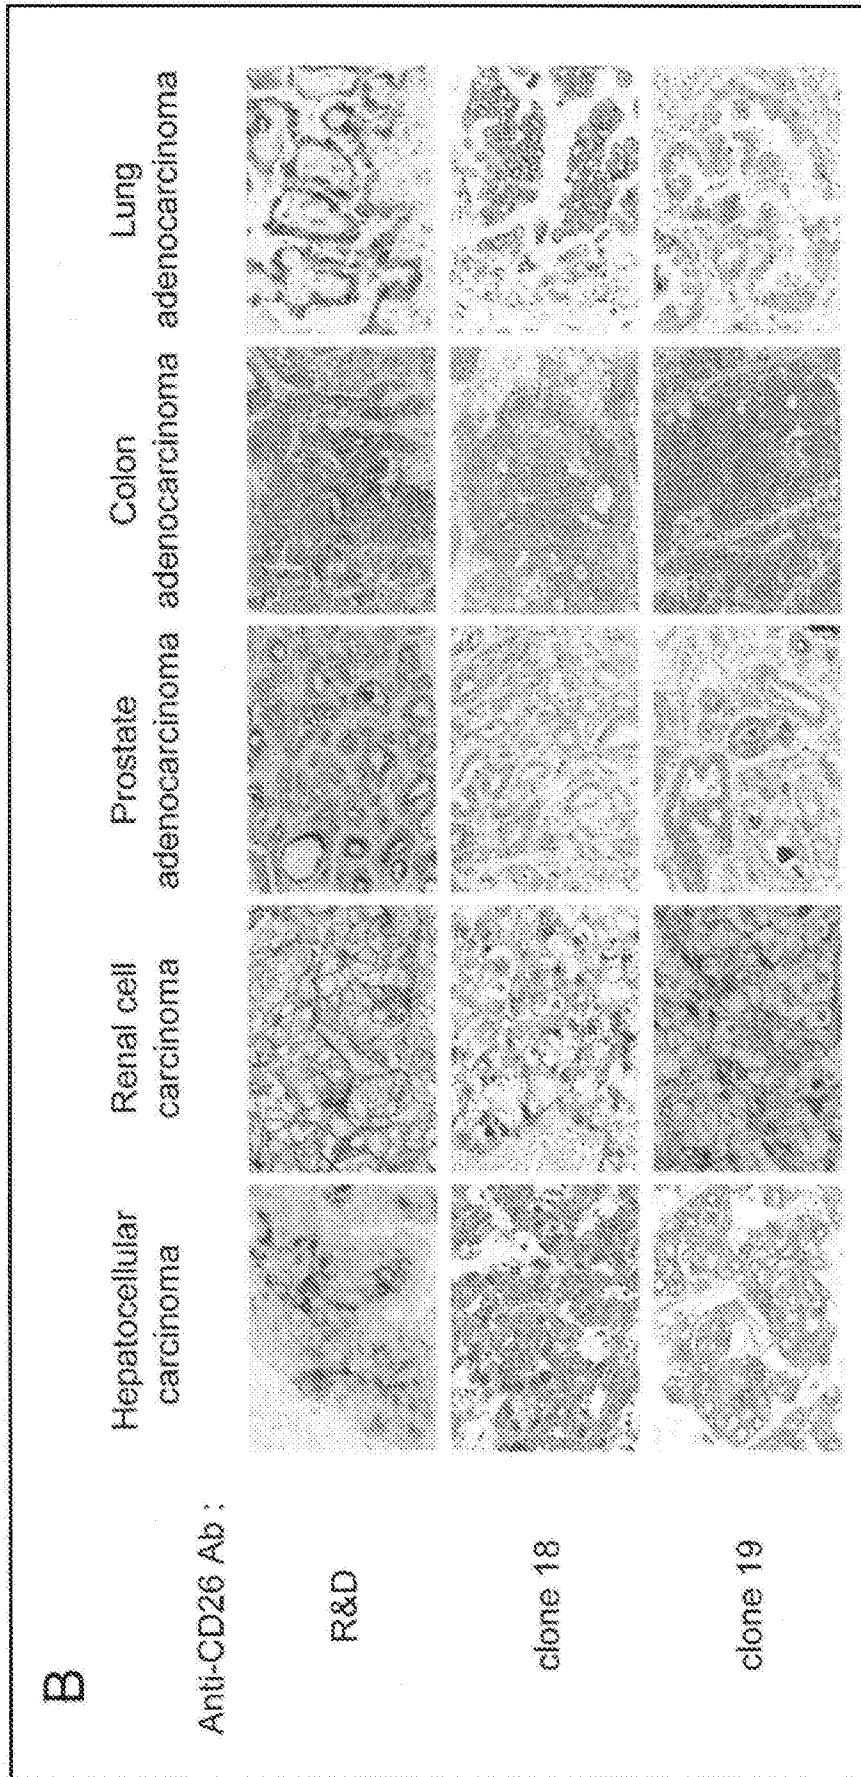 B
Hepatocellular
carcinoma
Renal cell
carcinoma
Prostate
adenocarcinoma
Colon
adenocarcinoma
Lung
adenocarcinoma
Anti-CD26 Ab :
R&D
clone 18
clone 19